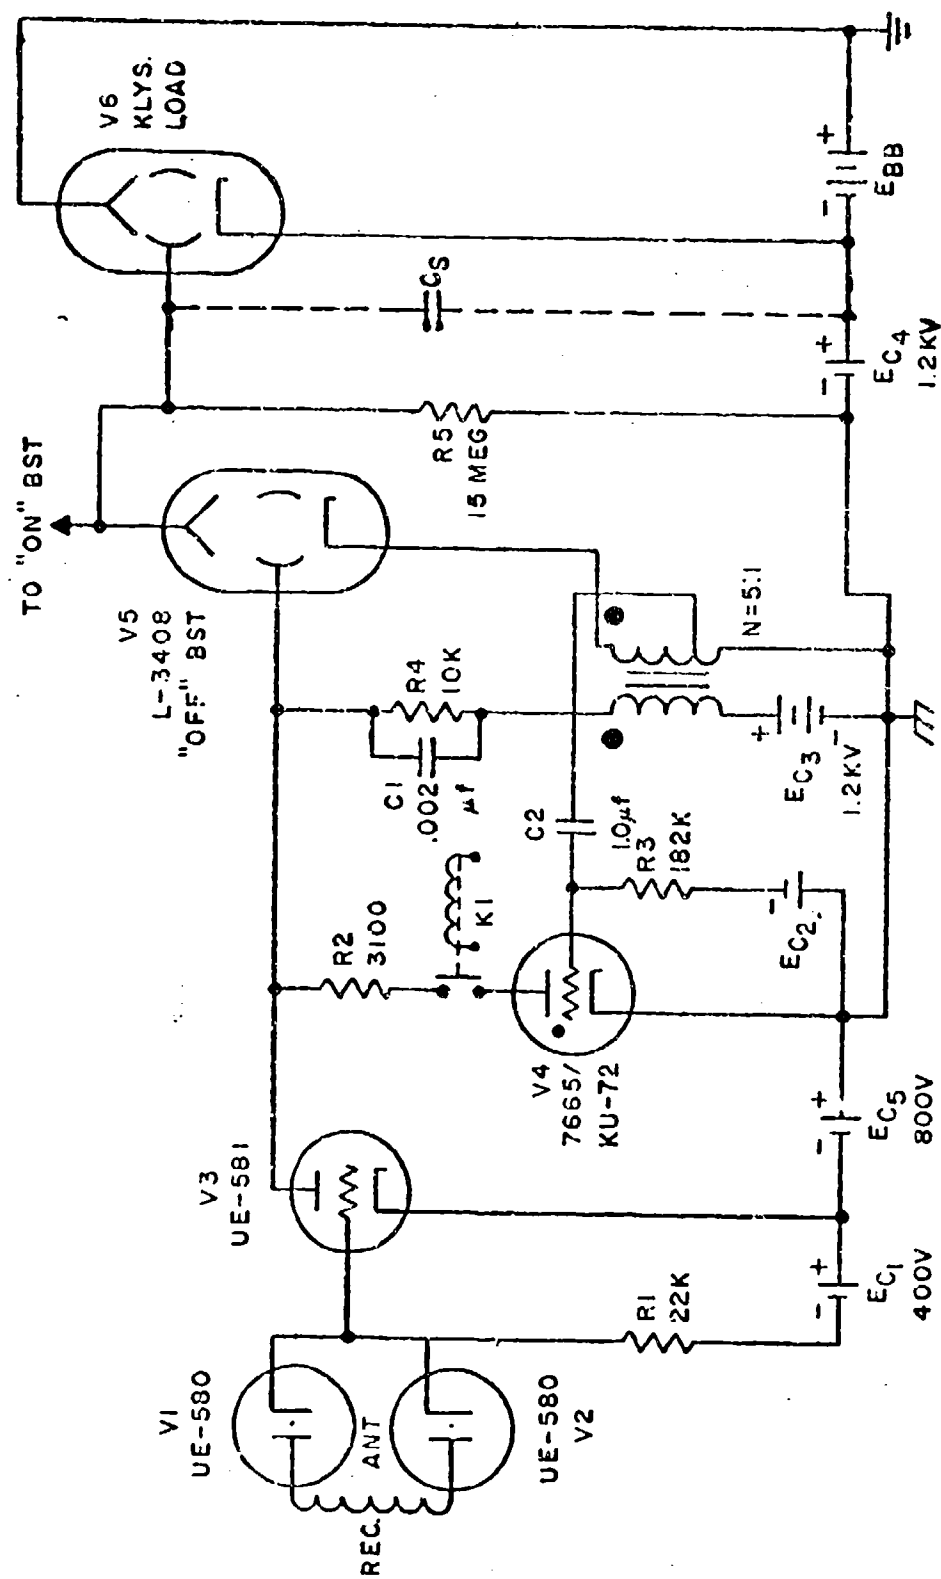 REC.
V1
UE-580
ANT
UE-580
V2
R1
22K
EC1
400V
V3
UE-581
EC5
800V
V4
7665/
KU-72
R2
3100
K1
C1
.002
µf
R4
10K
C2
1.0µf
R3
182K
EC2
EC3
1.2KV
N=5:1
TO "ON" BST
V5
L-3408
"OFF" BST
R5
15 MEG
CS
EC4
1.2KV
V6
KLYS.
LOAD
EBB